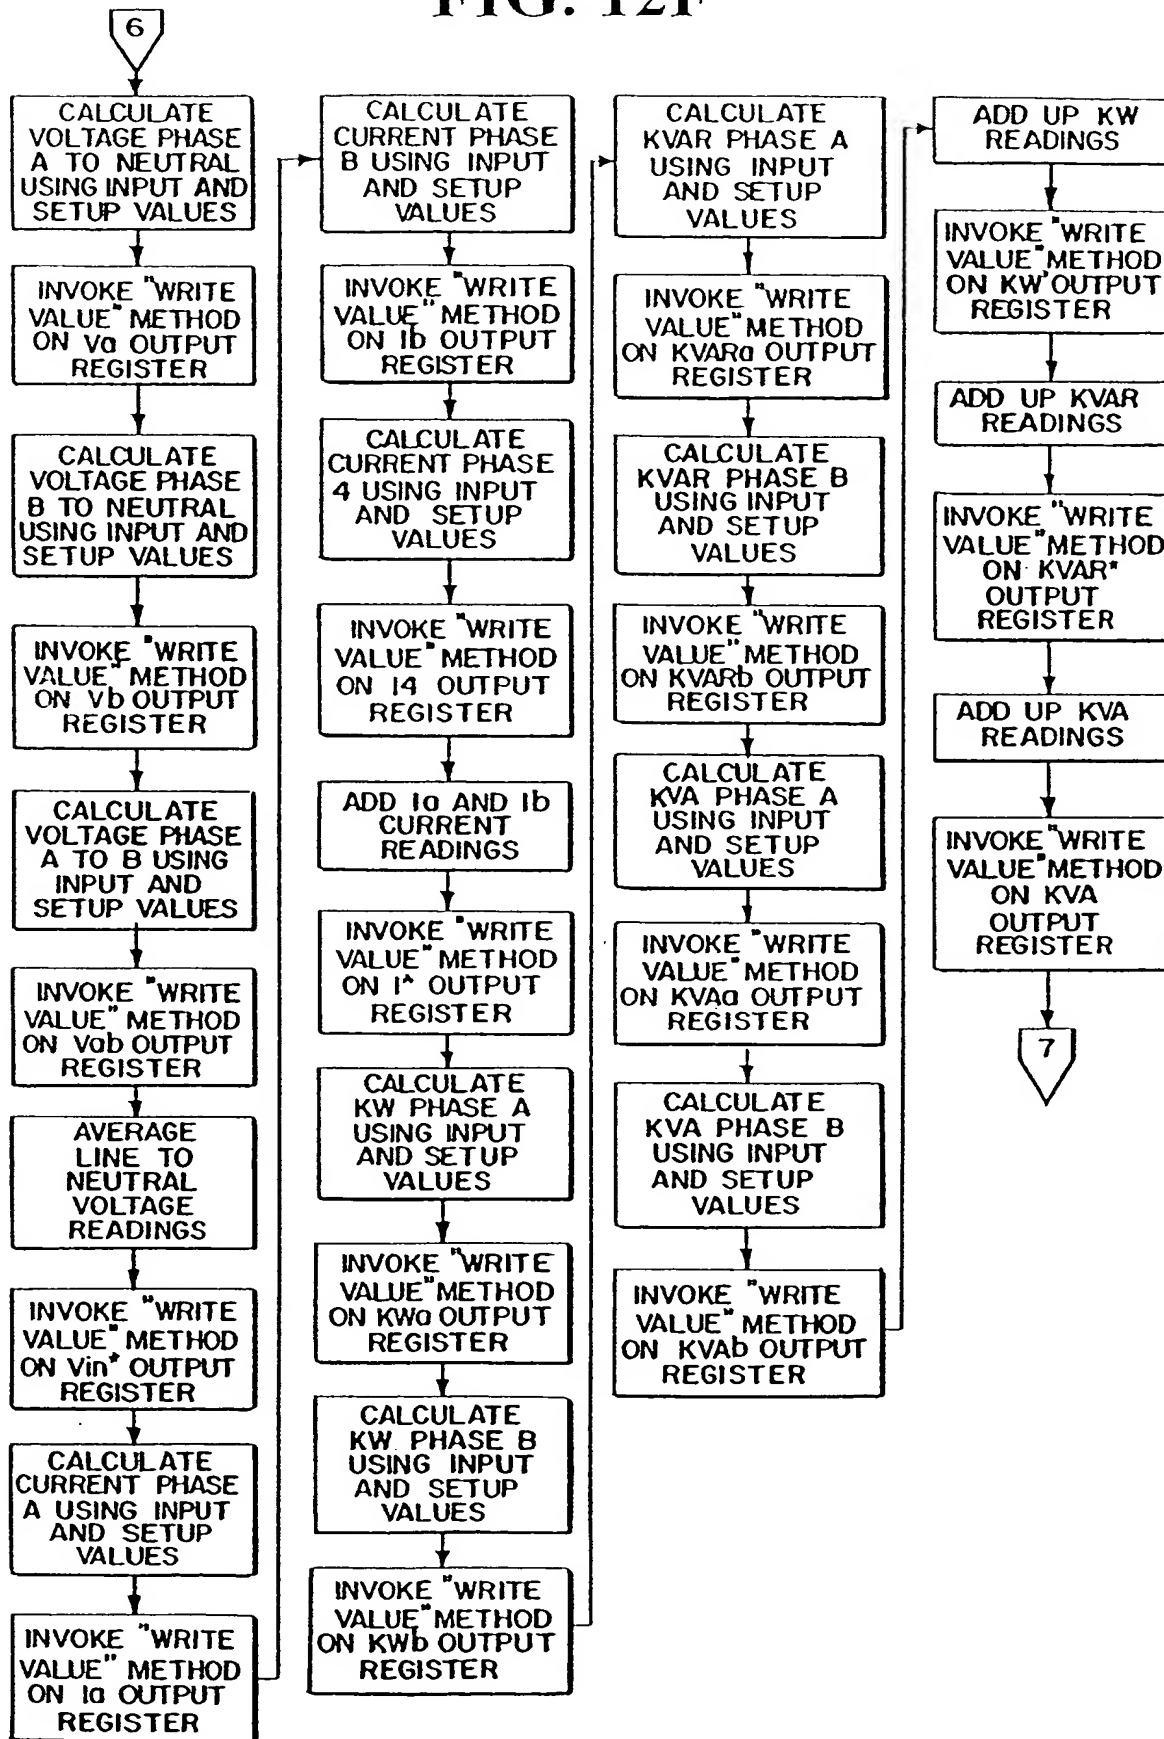 FIG. 12F
6
CALCULATE
VOLTAGE PHASE
A TO NEUTRAL
USING INPUT AND
SETUP VALUES
INVOKE "WRITE
VALUE" METHOD
ON Va OUTPUT
REGISTER
CALCULATE
VOLTAGE PHASE
B TO NEUTRAL
USING INPUT AND
SETUP VALUES
INVOKE "WRITE
VALUE" METHOD
ON Vb OUTPUT
REGISTER
CALCULATE
VOLTAGE PHASE
A TO B USING
INPUT AND
SETUP VALUES
INVOKE "WRITE
VALUE" METHOD
ON Vab OUTPUT
REGISTER
AVERAGE
LINE TO
NEUTRAL
VOLTAGE
READINGS
INVOKE "WRITE
VALUE" METHOD
ON Vin* OUTPUT
REGISTER
CALCULATE
CURRENT PHASE
A USING INPUT
AND SETUP
VALUES
INVOKE "WRITE
VALUE" METHOD
ON Ia OUTPUT
REGISTER
CALCULATE
CURRENT PHASE
B USING INPUT
AND SETUP
VALUES
INVOKE "WRITE
VALUE" METHOD
ON Ib OUTPUT
REGISTER
CALCULATE
CURRENT PHASE
4 USING INPUT
AND SETUP
VALUES
INVOKE "WRITE
VALUE" METHOD
ON I4 OUTPUT
REGISTER
ADD Ia AND Ib
CURRENT
READINGS
INVOKE "WRITE
VALUE" METHOD
ON I* OUTPUT
REGISTER
CALCULATE
KW PHASE A
USING INPUT
AND SETUP
VALUES
INVOKE "WRITE
VALUE" METHOD
ON KWa OUTPUT
REGISTER
CALCULATE
KW PHASE B
USING INPUT
AND SETUP
VALUES
INVOKE "WRITE
VALUE" METHOD
ON KWb OUTPUT
REGISTER
CALCULATE
KVAR PHASE A
USING INPUT
AND SETUP
VALUES
INVOKE "WRITE
VALUE" METHOD
ON KVARa OUTPUT
REGISTER
CALCULATE
KVAR PHASE B
USING INPUT
AND SETUP
VALUES
INVOKE "WRITE
VALUE" METHOD
ON KVARb OUTPUT
REGISTER
CALCULATE
KVA PHASE A
USING INPUT
AND SETUP
VALUES
INVOKE "WRITE
VALUE" METHOD
ON KVAa OUTPUT
REGISTER
CALCULATE
KVA PHASE B
USING INPUT
AND SETUP
VALUES
INVOKE "WRITE
VALUE" METHOD
ON KVAb OUTPUT
REGISTER
ADD UP KW
READINGS
INVOKE "WRITE
VALUE" METHOD
ON KW' OUTPUT
REGISTER
ADD UP KVAR
READINGS
INVOKE "WRITE
VALUE" METHOD
ON KVAR*
OUTPUT
REGISTER
ADD UP KVA
READINGS
INVOKE "WRITE
VALUE" METHOD
ON KVA
OUTPUT
REGISTER
7